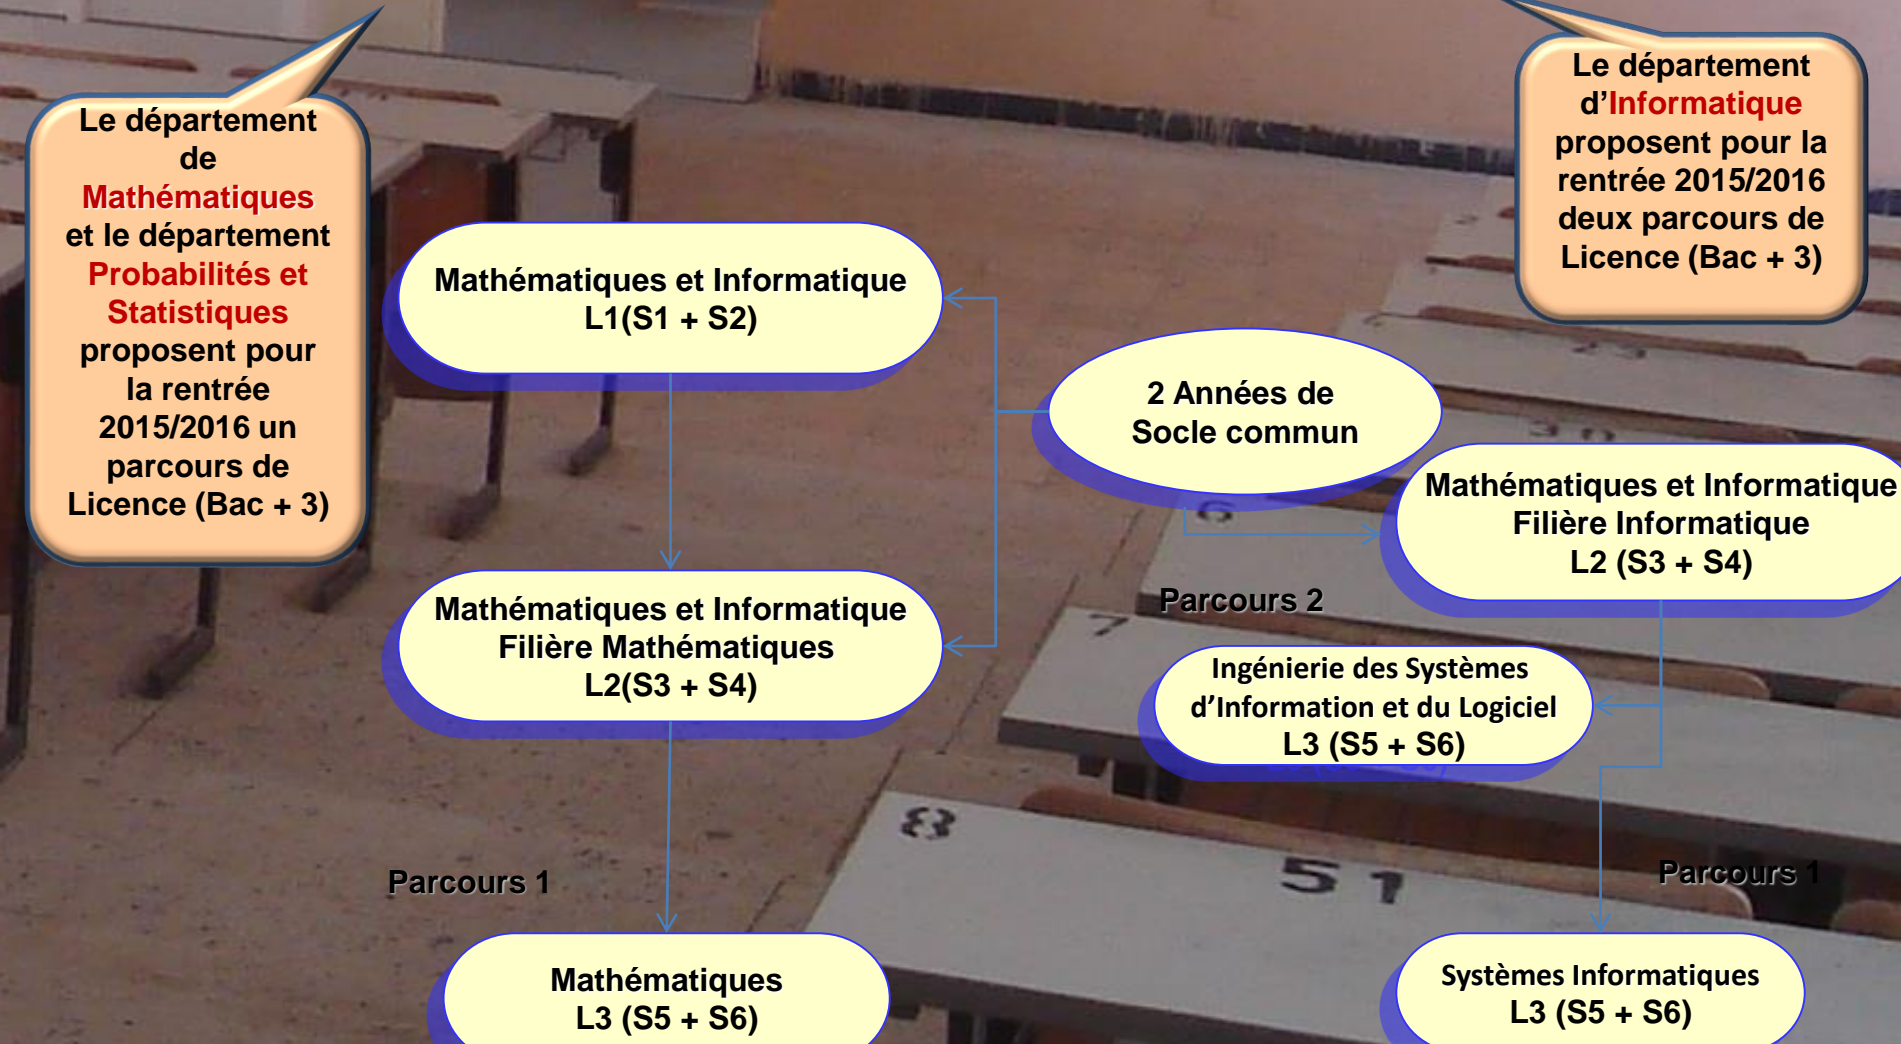 Le département
de
Mathématiques
et le département
Probabilités et
Statistiques
proposent pour
la rentrée
2015/2016 un
parcours de
Licence (Bac + 3)
Le département
d’Informatique
proposent pour la
rentrée 2015/2016
deux parcours de
Licence (Bac + 3)
Mathématiques et Informatique
L1(S1 + S2)
2 Années de
Socle commun
Mathématiques et Informatique
Filière Informatique
L2 (S3 + S4)
Mathématiques et Informatique
Filière Mathématiques
L2(S3 + S4)
Parcours 2
Ingénierie des Systèmes
d’Information et du Logiciel
L3 (S5 + S6)
Parcours 1
Parcours 1
Mathématiques
L3 (S5 + S6)
Systèmes Informatiques
L3 (S5 + S6)
6
7
8
51